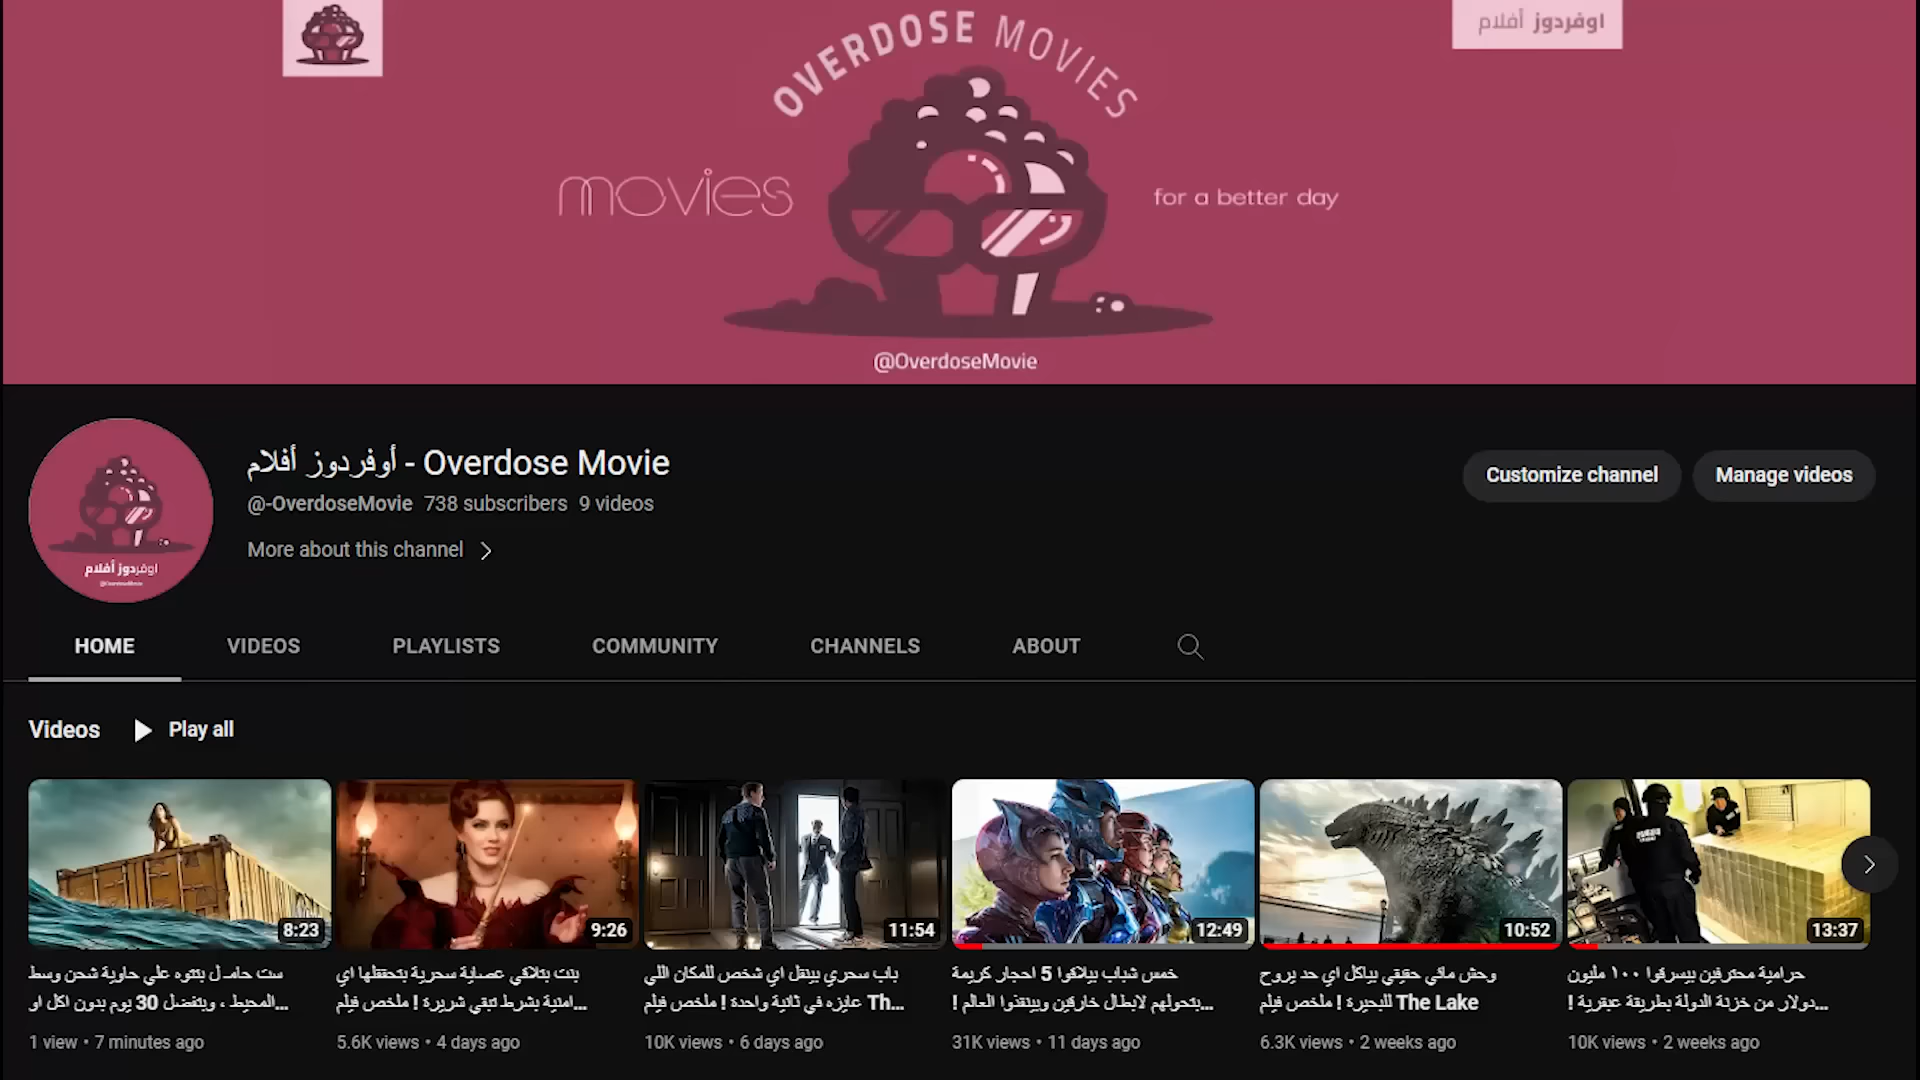 OVERDOSE MOVIES
اوفردوز أفلام
movies
for a better day
@OverdoseMovie
أوفردوز أفلام - Overdose Movie
@-OverdoseMovie 738 subscribers 9 videos
More about this channel
Customize channel
Manage videos
اوفردوز أفلام
HOME VIDEOS PLAYLISTS COMMUNITY CHANNELS ABOUT
Videos Play all
8:23
9:26
11:54
12:49
10:52
13:37
ست حامـل بتتوه علي حاوية شحن وسط
المحيط ، وبتفضل 30 يوم بدون اكل او...
1 view • 7 minutes ago
بنت بتلاقي عصاية سحرية بتحققلها اي
امنية بشرط تبقي شريرة ! ملخص فيلم...
5.6K views • 4 days ago
باب سحري بينقل اي شخص للمكان اللي
عايزه في ثانية واحدة ! ملخص فيلم Th...
10K views • 6 days ago
خمس شباب بيلاقوا 5 احجار كريمة
بتحولهم لابطال خارقين وبينقذوا العالم !...
31K views • 11 days ago
وحش مائي حقيقي بياكل اي حد يروح
للبحيرة ! ملخص فيلم The Lake
6.3K views • 2 weeks ago
حرامية محترفين بيسرقوا ١٠٠ مليون
دولار من خزنة الدولة بطريقة عبقرية !...
10K views • 2 weeks ago